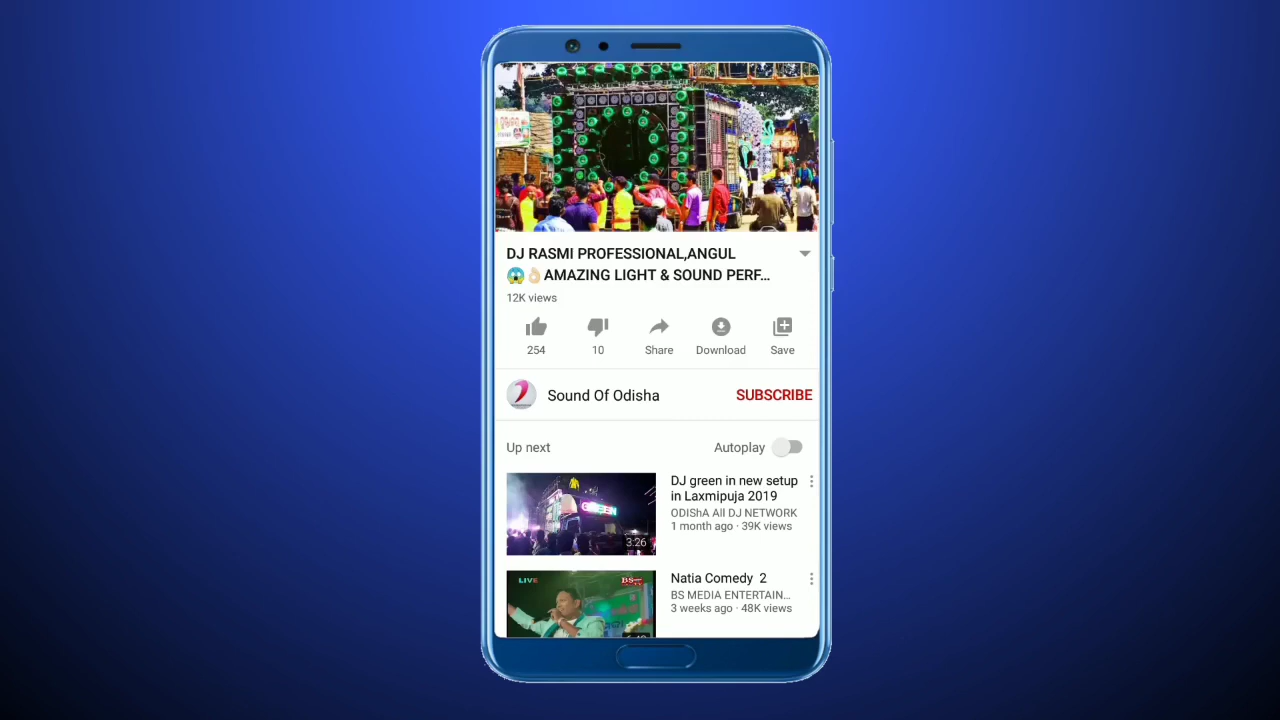 DJ RASMI PROFESSIONAL,ANGUL
😱👌🏻AMAZING LIGHT & SOUND PERF...
12K views
254
10
Share
Download
Save
Sound Of Odisha
SUBSCRIBE
Up next
Autoplay
GREEEN
3:26
DJ green in new setup
in Laxmipuja 2019
ODIShA All DJ NETWORK
1 month ago · 39K views
LIVE
BS
Natia Comedy 2
BS MEDIA ENTERTAIN...
3 weeks ago · 48K views